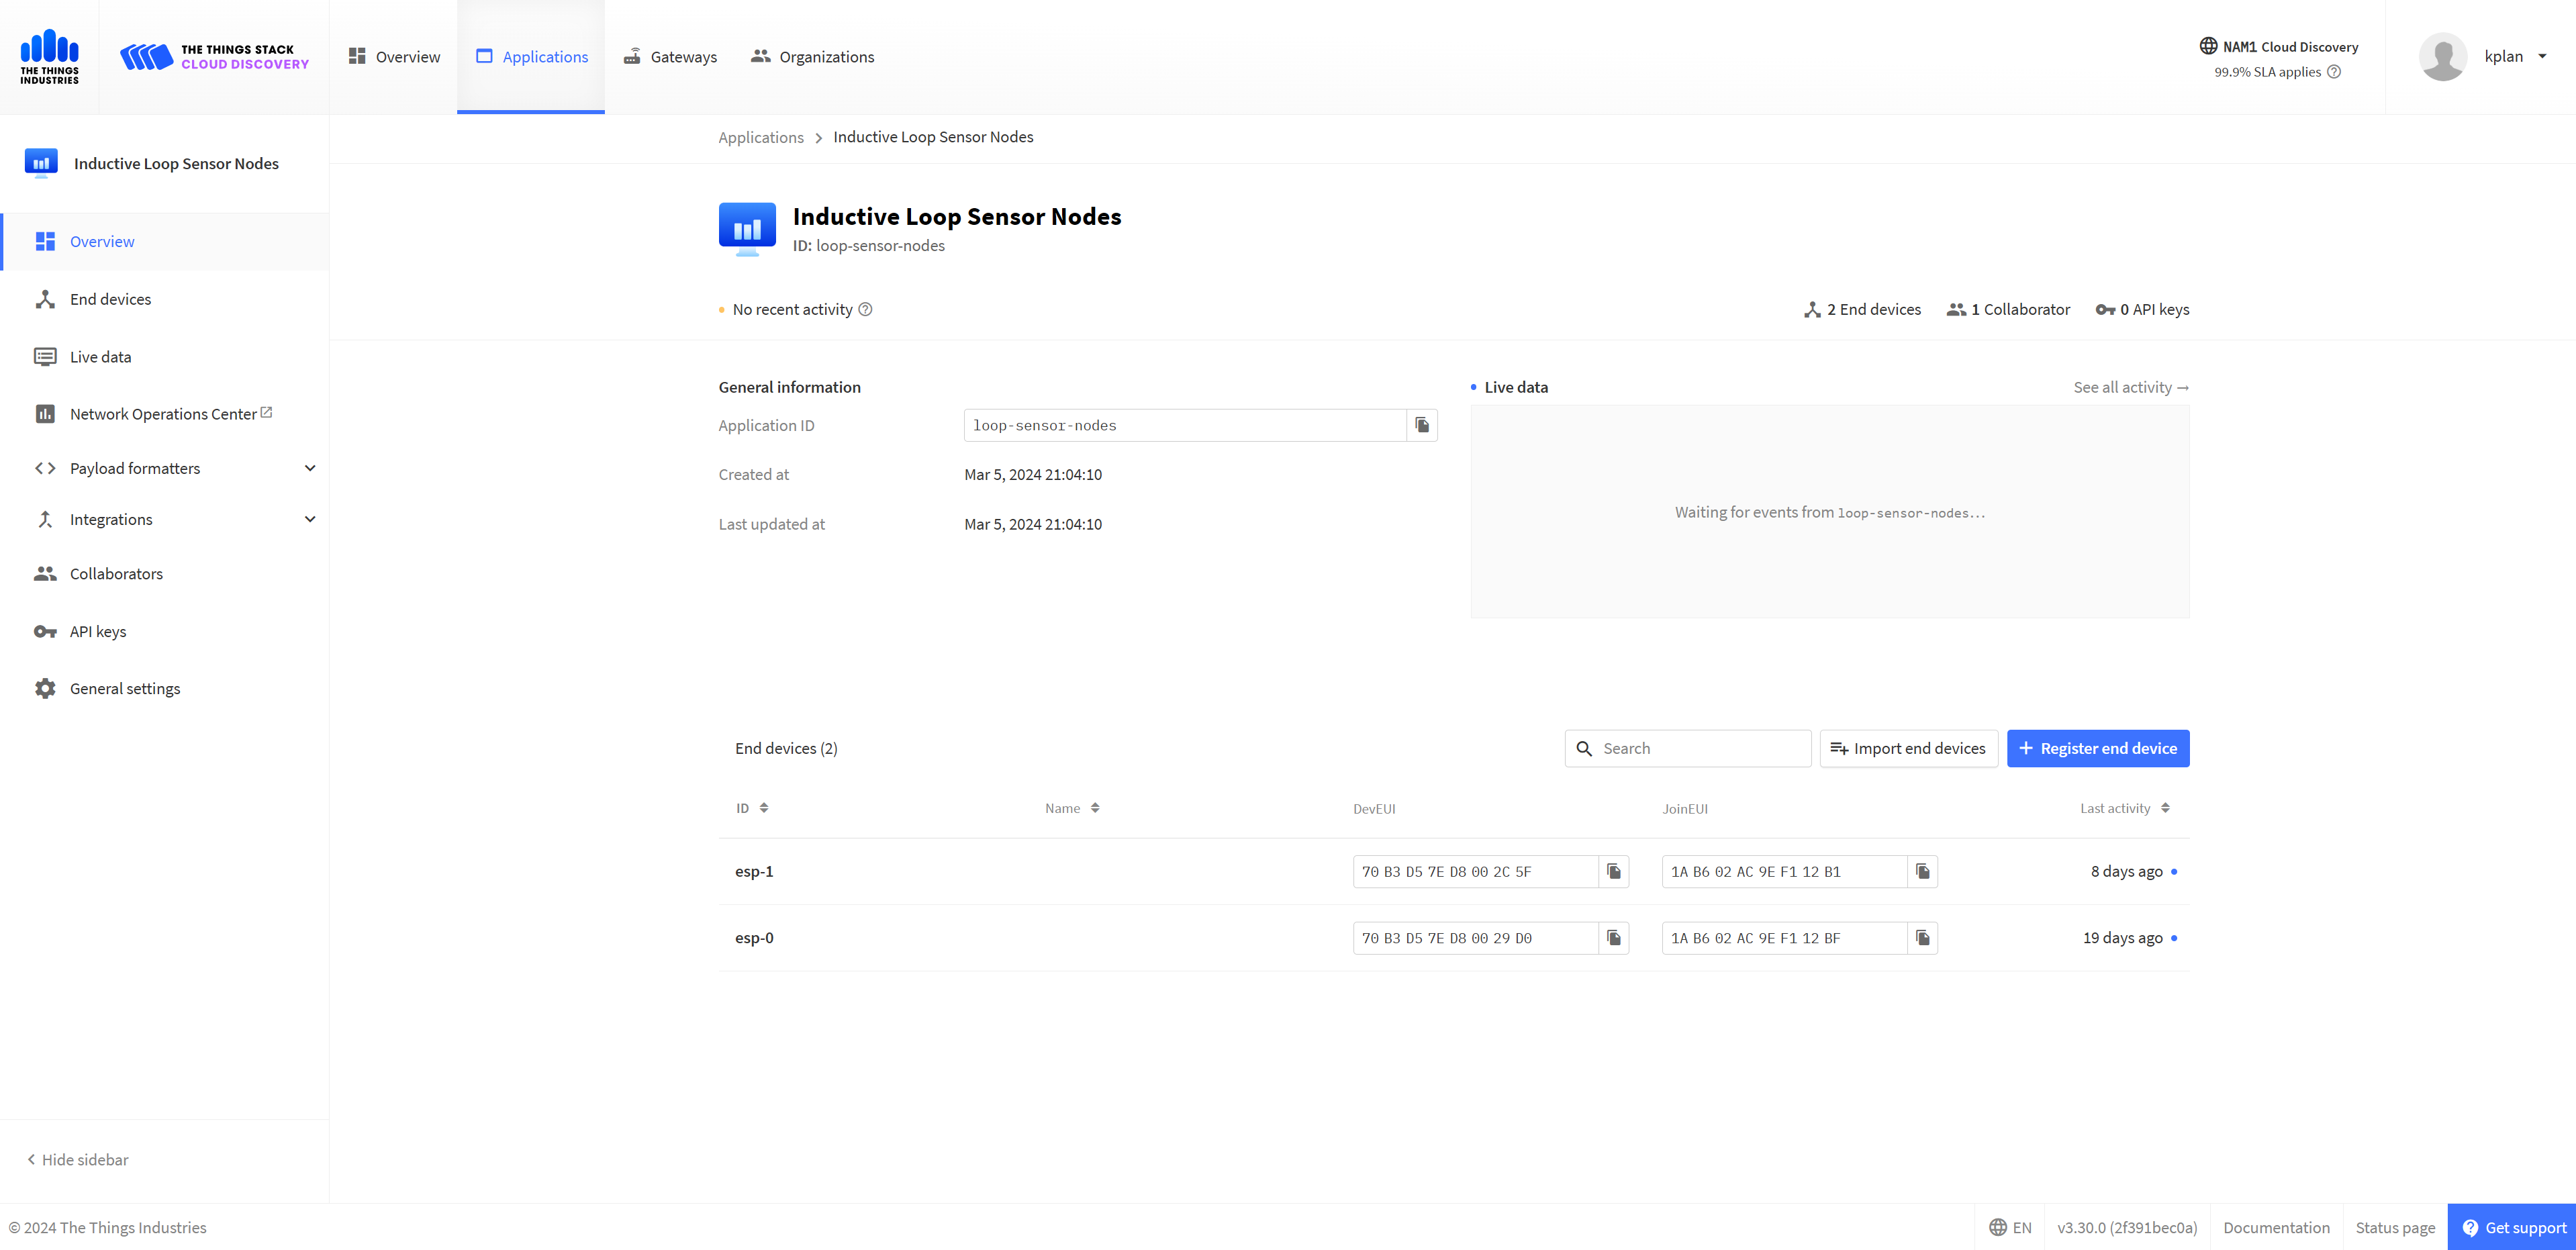 THE THINGS
INDUSTRIES
THE THINGS STACK
CLOUD DISCOVERY
Overview
Applications
Gateways
Organizations
NAM1 Cloud Discovery
99.9% SLA applies
kplan
Inductive Loop Sensor Nodes
Overview
End devices
Live data
Network Operations Center
Payload formatters
Integrations
Collaborators
API keys
General settings
Hide sidebar
Applications > Inductive Loop Sensor Nodes
Inductive Loop Sensor Nodes
ID: loop-sensor-nodes
No recent activity
2 End devices
1 Collaborator
0 API keys
General information
Application ID loop-sensor-nodes
Created at Mar 5, 2024 21:04:10
Last updated at Mar 5, 2024 21:04:10
Live data
See all activity →
Waiting for events from loop-sensor-nodes...
End devices (2)
Search
Import end devices
+ Register end device
ID Name DevEUI JoinEUI Last activity
esp-1 70 B3 D5 7E D8 00 2C 5F 1A B6 02 AC 9E F1 12 B1 8 days ago
esp-0 70 B3 D5 7E D8 00 29 D0 1A B6 02 AC 9E F1 12 BF 19 days ago
© 2024 The Things Industries
EN
v3.30.0 (2f391bec0a)
Documentation
Status page
Get support